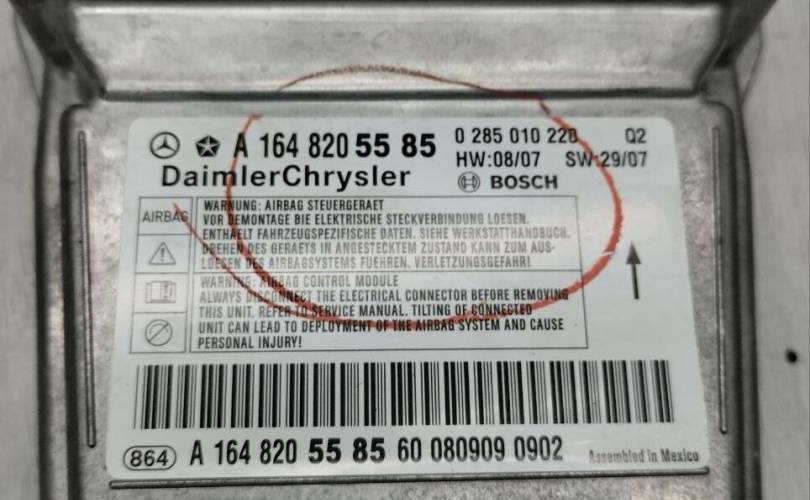 A 164 820 55 85 0 285 010 220 Q2
HW:08/07 SW:29/07
DaimlerChrysler BOSCH
AIRBAG
WARNUNG: AIRBAG STEUERGERAET
VOR DEMONTAGE DIE ELEKTRISCHE STECKVERBINDUNG LOESEN.
ENTHAELT FAHRZEUGSPEZIFISCHE DATEN. SIEHE WERKSTATTHANDBUCH.
DREHEN DES GERAETS IN ANGESTECKTEM ZUSTAND KANN ZUM AUS-
LOESEN DES AIRBAGSYSTEMS FUEHREN. VERLETZUNGSGEFAHR!
WARNING: AIRBAG CONTROL MODULE
ALWAYS DISCONNECT THE ELECTRICAL CONNECTOR BEFORE REMOVING
THIS UNIT. REFER TO SERVICE MANUAL. TILTING OF CONNECTED
UNIT CAN LEAD TO DEPLOYMENT OF THE AIRBAG SYSTEM AND CAUSE
PERSONAL INJURY!
864 A 164 820 55 85 60 080909 0902 Assembled in Mexico